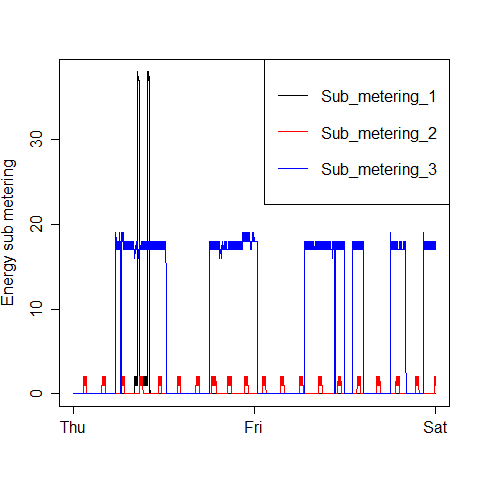 Sub_metering_1
Sub_metering_2
Sub_metering_3
Energy sub metering
30
20
10
0
Thu
Fri
Sat